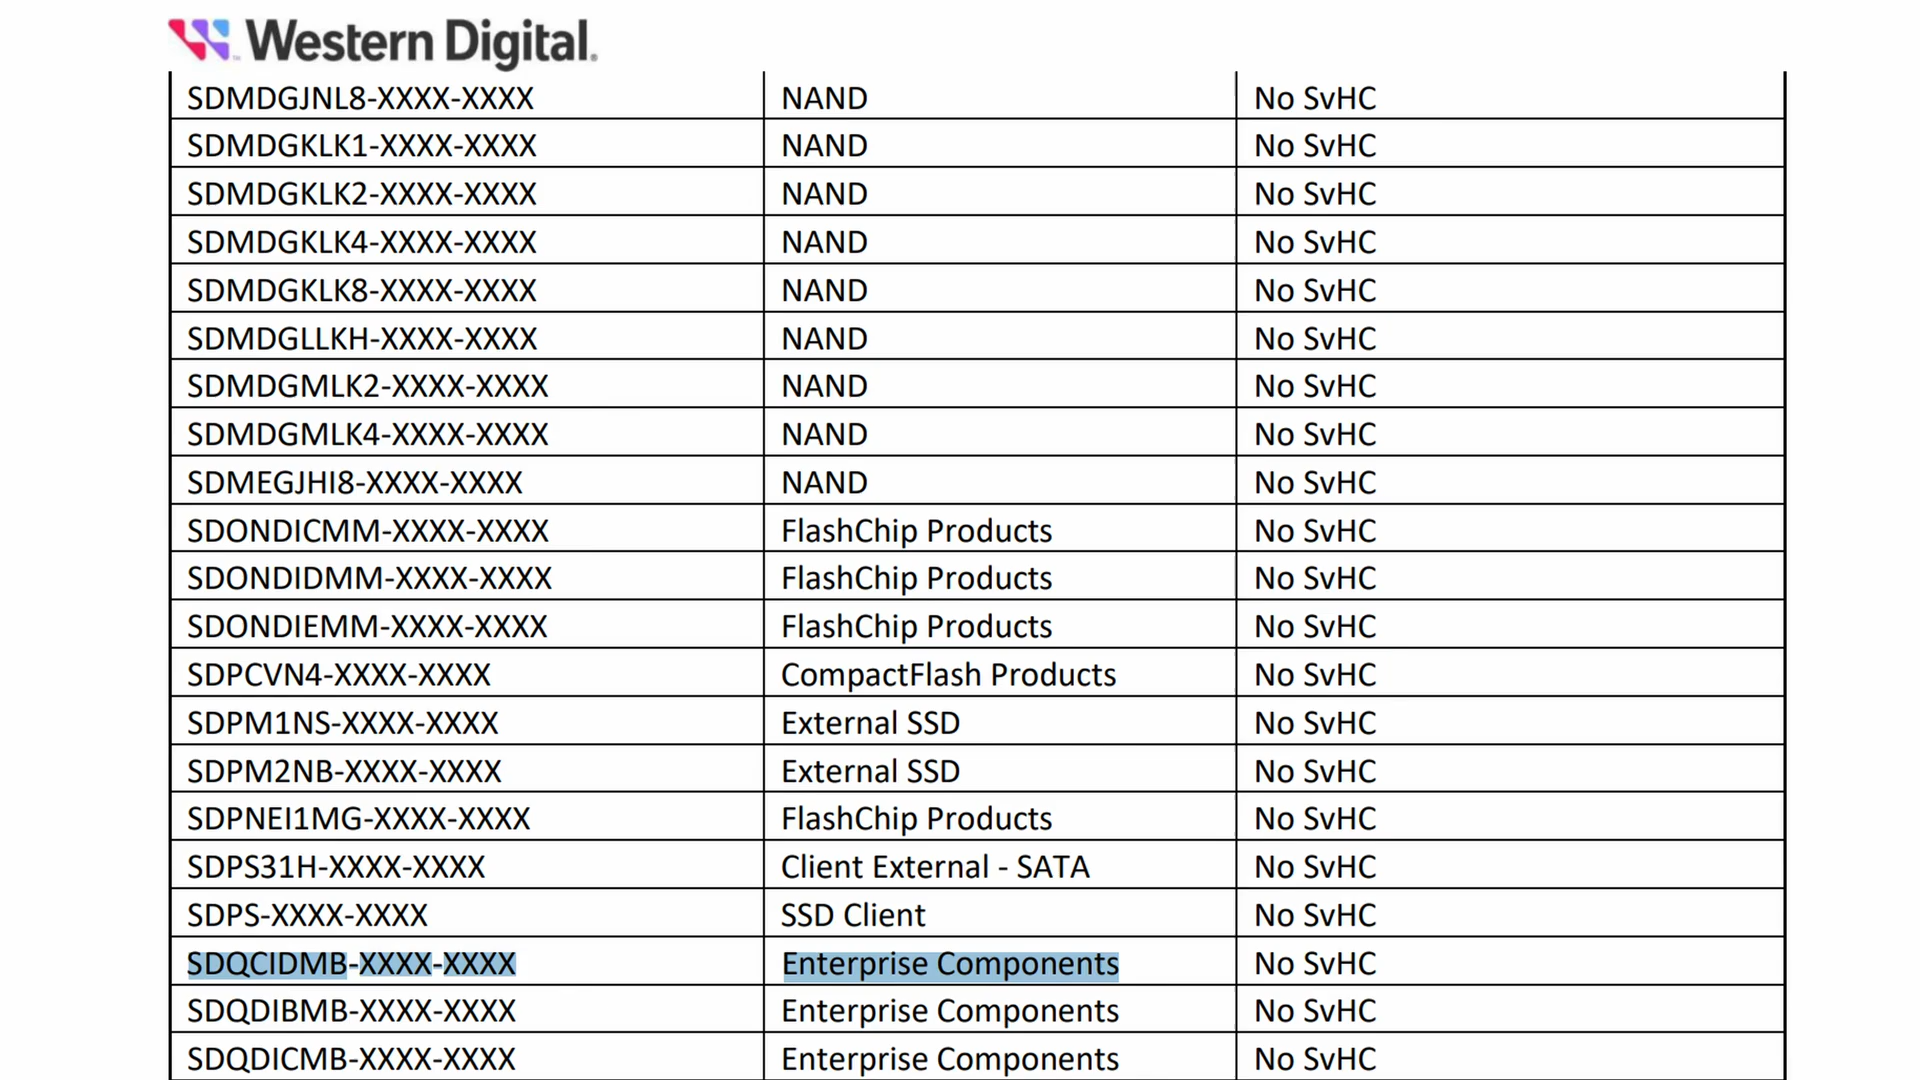 Western Digital.
SDMDGJNL8-XXXX-XXXX NAND No SvHC
SDMDGKLK1-XXXX-XXXX NAND No SvHC
SDMDGKLK2-XXXX-XXXX NAND No SvHC
SDMDGKLK4-XXXX-XXXX NAND No SvHC
SDMDGKLK8-XXXX-XXXX NAND No SvHC
SDMDGLLKH-XXXX-XXXX NAND No SvHC
SDMDGMLK2-XXXX-XXXX NAND No SvHC
SDMDGMLK4-XXXX-XXXX NAND No SvHC
SDMEGJHI8-XXXX-XXXX NAND No SvHC
SDONDICMM-XXXX-XXXX FlashChip Products No SvHC
SDONDIDMM-XXXX-XXXX FlashChip Products No SvHC
SDONDIEMM-XXXX-XXXX FlashChip Products No SvHC
SDPCVN4-XXXX-XXXX CompactFlash Products No SvHC
SDPM1NS-XXXX-XXXX External SSD No SvHC
SDPM2NB-XXXX-XXXX External SSD No SvHC
SDPNEI1MG-XXXX-XXXX FlashChip Products No SvHC
SDPS31H-XXXX-XXXX Client External - SATA No SvHC
SDPS-XXXX-XXXX SSD Client No SvHC
SDQCIDMB-XXXX-XXXX Enterprise Components No SvHC
SDQDIBMB-XXXX-XXXX Enterprise Components No SvHC
SDQDICMB-XXXX-XXXX Enterprise Components No SvHC